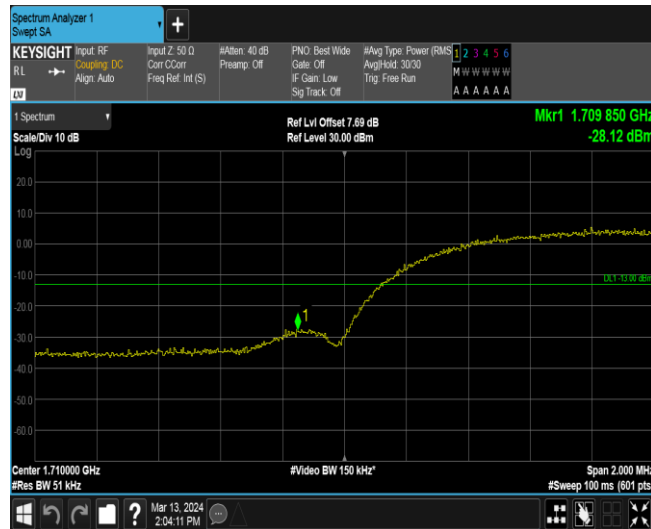 Spectrum Analyzer 1
Swept SA
+
KEYSIGHT Input: RF Input Z: 50 Ω #Atten: 40 dB PNO: Best Wide #Avg Type: Power (RMS 1 2 3 4 5 6
RL Coupling: DC Corr CCorr Preamp: Off Gate: Off Avg|Hold: 30/30 M W W W W W
Align: Auto Freq Ref: Int (S) IF Gain: Low Trig: Free Run
LXI Sig Track: Off A A A A A A
1 Spectrum Ref Lvl Offset 7.69 dB Mkr1 1.709 850 GHz
Scale/Div 10 dB Ref Level 30.00 dBm -28.12 dBm
Log
20.0
10.0
0.00
-10.0
DL1 -13.00 dBm
-20.0
1
-30.0
-40.0
-50.0
-60.0
Center 1.710000 GHz #Video BW 150 kHz* Span 2.000 MHz
#Res BW 51 kHz #Sweep 100 ms (601 pts
? Mar 13, 2024
2:04:11 PM